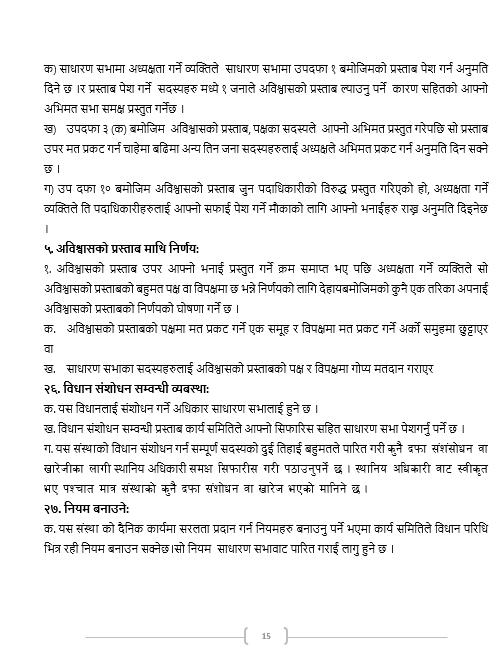 क) साधारण सभामा अध्यक्षता गर्ने व्यक्तिले साधारण सभामा उपदफा १ बमोजिमको प्रस्ताब पेश गर्न अनुमति
दिने छ ।र प्रस्ताब पेश गर्ने सदस्यहरु मध्ये १ जनाले अविश्वासको प्रस्ताब ल्याउनु पर्ने कारण सहितको आफ्नो
अभिमत सभा समक्ष प्रस्तुत गर्नेछ ।
ख) उपदफा ३ (क) बमोजिम अविश्वासको प्रस्ताब, पक्षका सदस्यले आफ्नो अभिमत प्रस्तुत गरेपछि सो प्रस्ताब
उपर मत प्रकट गर्न चाहेमा बढिमा अन्य तिन जना सदस्यहरुलाई अध्यक्षले अभिमत प्रकट गर्न अनुमति दिन सक्ने
छ ।
ग) उप दफा १० बमोजिम अविश्वासको प्रस्ताब जुन पदाधिकारीको विरुद्ध प्रस्तुत गरिएको हो, अध्यक्षता गर्ने
व्यक्तिले ति पदाधिकारीहरुलाई आफ्नो सफाई पेश गर्ने मौकाको लागि आफ्नो भनाईहरु राख्न अनुमति दिइनेछ
।
५. अविश्वासको प्रस्ताब माथि निर्णय:
१. अविश्वासको प्रस्ताब उपर आफ्नो भनाई प्रस्तुत गर्ने क्रम समाप्त भए पछि अध्यक्षता गर्ने व्यक्तिले सो
अविश्वासको प्रस्ताबको बहुमत पक्ष वा विपक्षमा छ भन्ने निर्णयको लागि देहायबमोजिमको कुनै एक तरिका अपनाई
अविश्वासको प्रस्ताबको निर्णयको घोषणा गर्ने छ ।
क. अविश्वासको प्रस्ताबको पक्षमा मत प्रकट गर्ने एक समूह र विपक्षमा मत प्रकट गर्ने अर्को समुहमा छुट्टाएर
वा
ख. साधारण सभाका सदस्यहरुलाई अविश्वासको प्रस्ताबको पक्ष र विपक्षमा गोप्य मतदान गराएर
२६. विधान संशोधन सम्वन्धी व्यबस्था:
क. यस विधानलाई संशोधन गर्ने अधिकार साधारण सभालाई हुने छ ।
ख. विधान संशोधन सम्वन्धी प्रस्ताब कार्य समितिले आफ्नो सिफारिस सहित साधारण सभा पेशगर्नु पर्ने छ ।
ग. यस संस्थाको विधान संशोधन गर्न सम्पूर्ण सदस्यको दुई तिहाई बहुमतले पारित गरी कुनै दफा संशंसोधन वा
खारेजीका लागी स्थानिय अधिकारी समक्ष सिफारीस गरी पठाउनुपर्ने छ । स्थानिय अधिकारी वाट स्वीकृत
भए पश्चात मात्र संस्थाको कुनै दफा संशोधन वा खारेज भएको मानिने छ ।
२७. नियम बनाउने:
क. यस संस्था को दैनिक कार्यमा सरलता प्रदान गर्न नियमहरु बनाउनु पर्ने भएमा कार्य समितिले विधान परिधि
भित्र रही नियम बनाउन सक्नेछ।सो नियम साधारण सभावाट पारित गराई लागु हुने छ ।
15